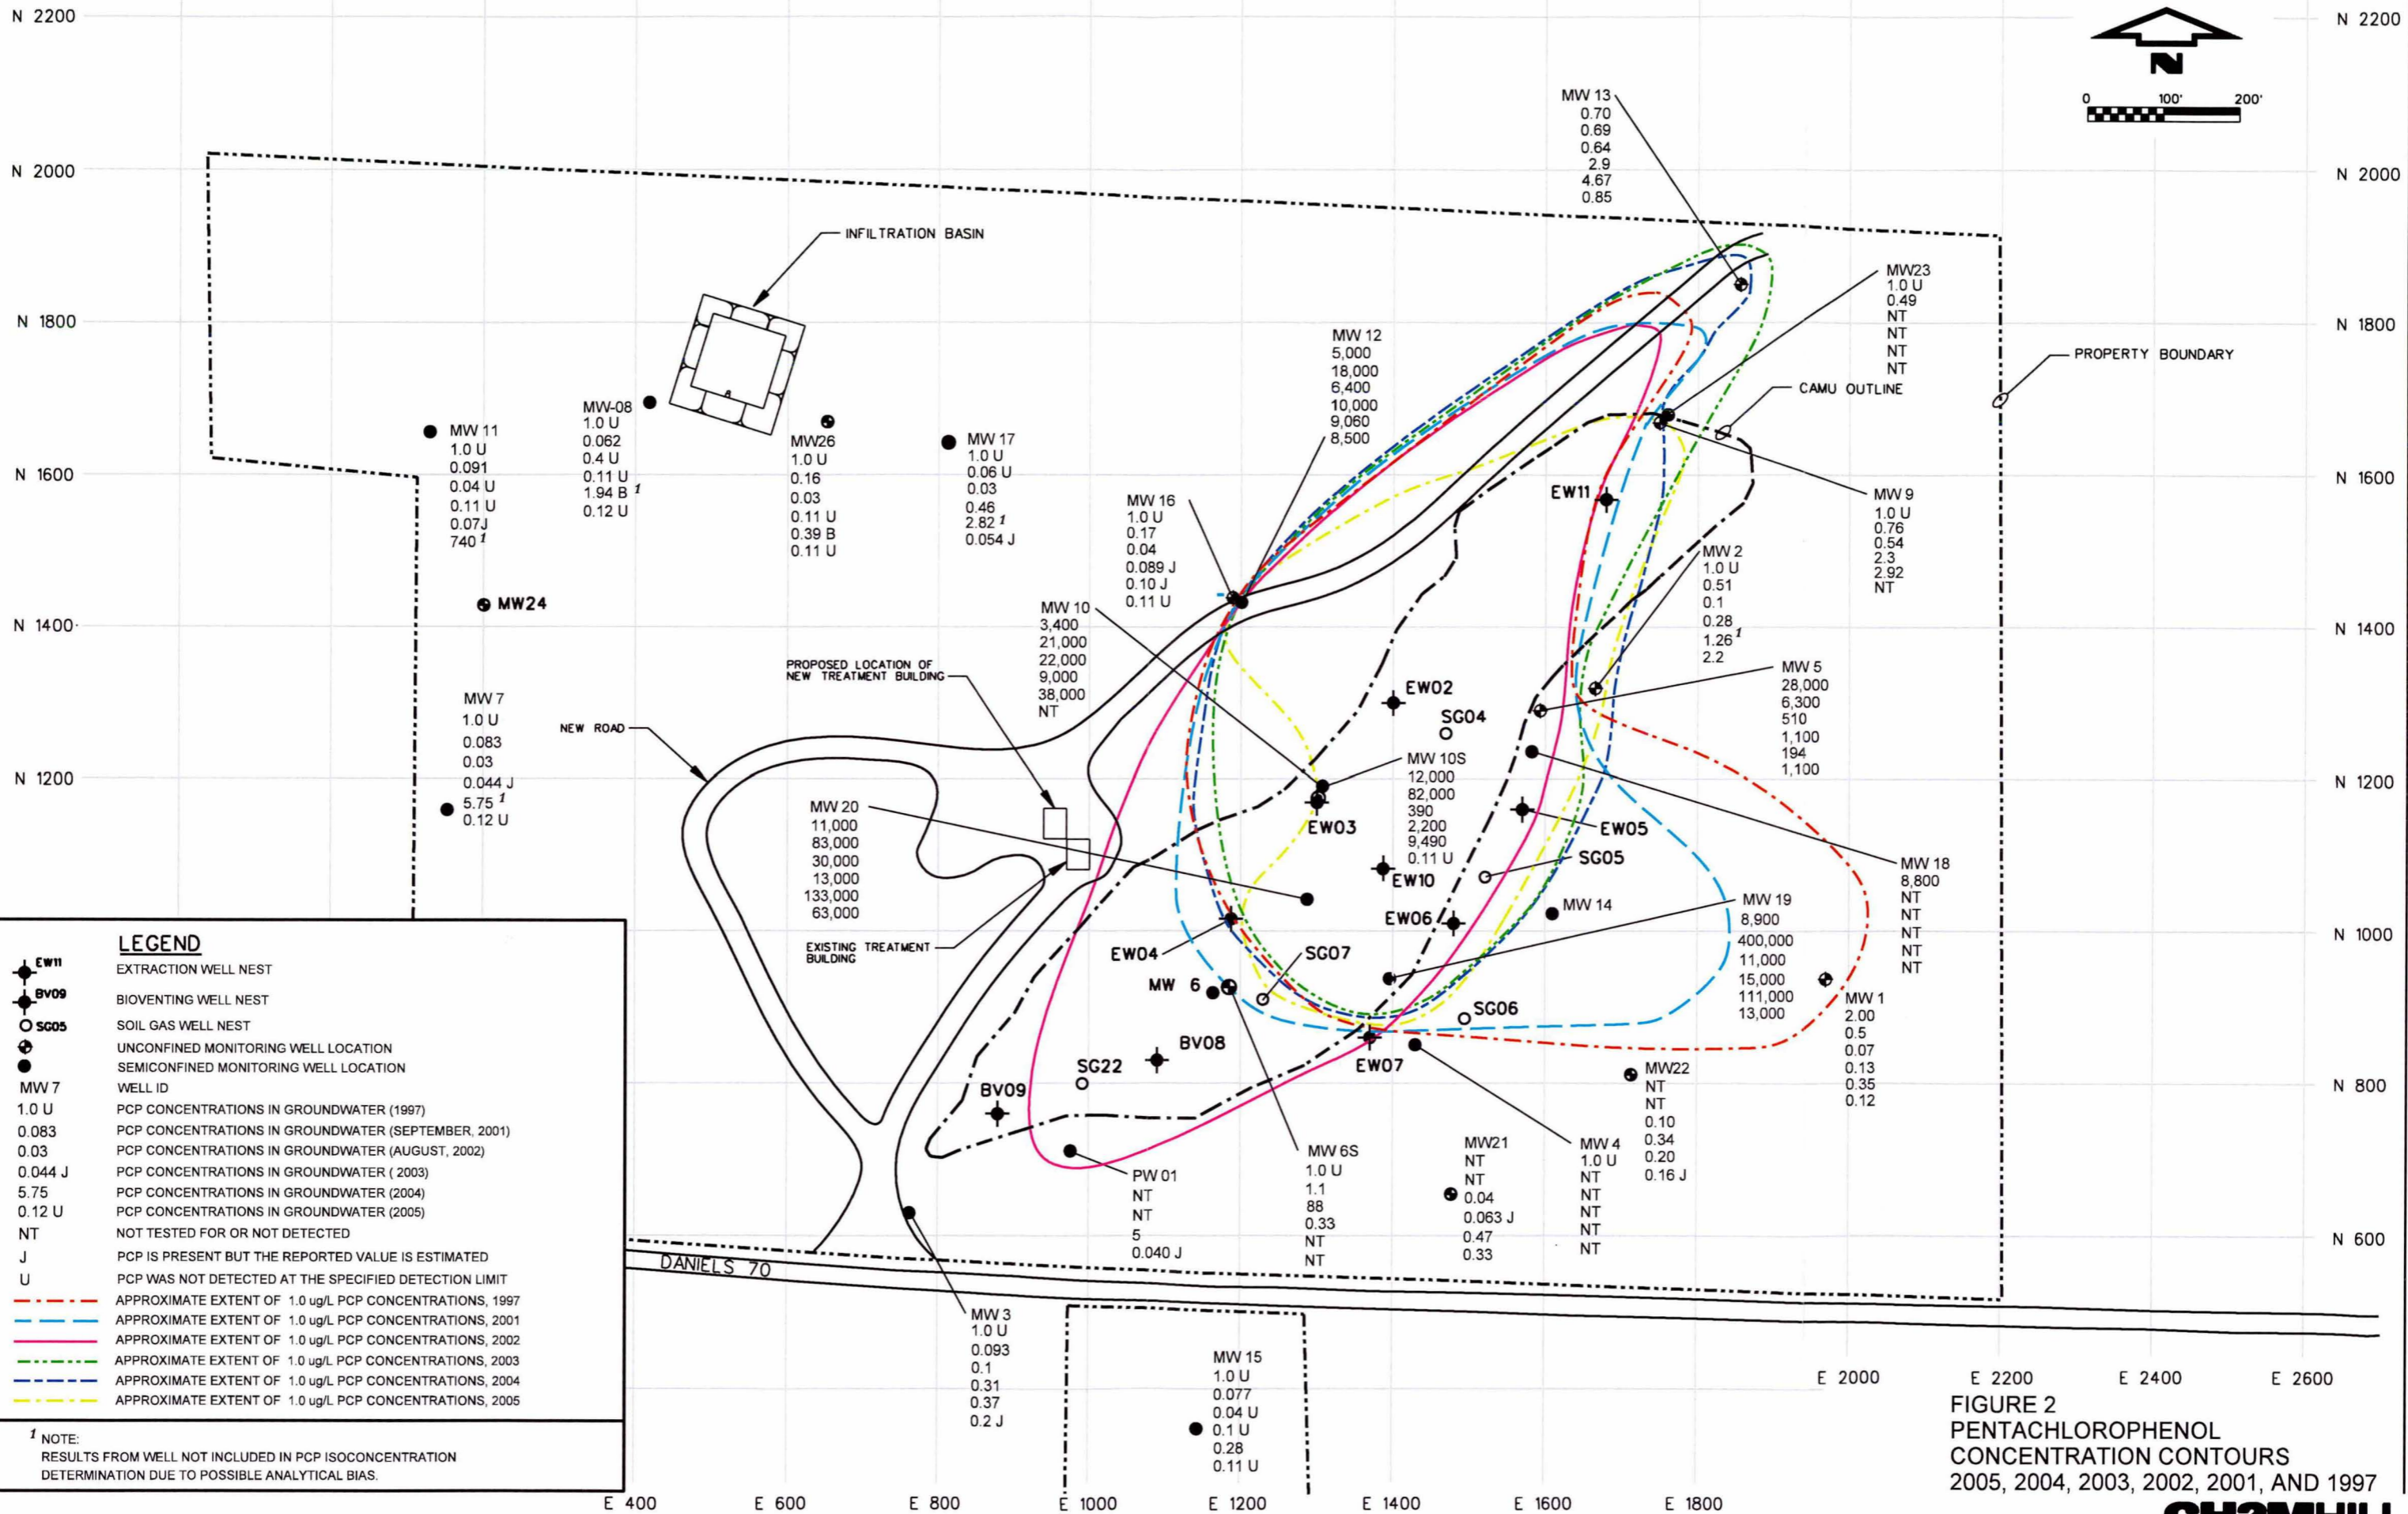 N 2200
N 2200
N 2000
N 2000
N 1800
N 1800
N 1600
N 1600
N 1400
N 1400
N 1200
N 1200
N 1000
N 800
N 600
N
0 100' 200'
INFILTRATION BASIN
MW 13
0.70
0.69
0.64
2.9
4.67
0.85
MW23
1.0 U
0.49
NT
NT
NT
NT
PROPERTY BOUNDARY
CAMU OUTLINE
MW 12
5,000
18,000
6,400
10,000
9,060
8,500
MW 11
1.0 U
0.091
0.04 U
0.11 U
0.07J
740 1
MW-08
1.0 U
0.062
0.4 U
0.11 U
1.94 B 1
0.12 U
MW26
1.0 U
0.16
0.03
0.11 U
0.39 B
0.11 U
MW 17
1.0 U
0.06 U
0.03
0.46
2.82 1
0.054 J
MW 16
1.0 U
0.17
0.04
0.089 J
0.10 J
0.11 U
EW11
MW 9
1.0 U
0.76
0.54
2.3
2.92
NT
MW 2
1.0 U
0.51
0.1
0.28
1.26 1
2.2
MW24
MW 10
3,400
21,000
22,000
9,000
38,000
NT
PROPOSED LOCATION OF
NEW TREATMENT BUILDING
NEW ROAD
MW 7
1.0 U
0.083
0.03
0.044 J
5.75 1
0.12 U
EW02
SG04
MW 5
28,000
6,300
510
1,100
194
1,100
MW 10S
12,000
82,000
390
2,200
9,490
0.11 U
EW03
MW 20
11,000
83,000
30,000
13,000
133,000
63,000
EW05
SG05
EW10
MW 18
8,800
NT
NT
NT
NT
NT
MW 14
EW06
MW 19
8,900
400,000
11,000
15,000
111,000
13,000
EXISTING TREATMENT
BUILDING
EW04
SG07
MW 6
SG06
MW 1
2.00
0.5
0.07
0.13
0.35
0.12
BV08
EW07
SG22
BV09
MW22
NT
NT
0.10
0.34
0.20
0.16 J
PW 01
NT
NT
5
0.040 J
MW 6S
1.0 U
1.1
88
0.33
NT
NT
MW21
NT
NT
0.04
0.063 J
0.47
0.33
MW 4
1.0 U
NT
NT
NT
NT
NT
DANIELS 70
MW 3
1.0 U
0.093
0.1
0.31
0.37
0.2 J
MW 15
1.0 U
0.077
0.04 U
0.1 U
0.28
0.11 U
LEGEND
EW11 EXTRACTION WELL NEST
BV09 BIOVENTING WELL NEST
SG05 SOIL GAS WELL NEST
UNCONFINED MONITORING WELL LOCATION
SEMICONFINED MONITORING WELL LOCATION
MW 7 WELL ID
1.0 U PCP CONCENTRATIONS IN GROUNDWATER (1997)
0.083 PCP CONCENTRATIONS IN GROUNDWATER (SEPTEMBER, 2001)
0.03 PCP CONCENTRATIONS IN GROUNDWATER (AUGUST, 2002)
0.044 J PCP CONCENTRATIONS IN GROUNDWATER ( 2003)
5.75 PCP CONCENTRATIONS IN GROUNDWATER (2004)
0.12 U PCP CONCENTRATIONS IN GROUNDWATER (2005)
NT NOT TESTED FOR OR NOT DETECTED
J PCP IS PRESENT BUT THE REPORTED VALUE IS ESTIMATED
U PCP WAS NOT DETECTED AT THE SPECIFIED DETECTION LIMIT
APPROXIMATE EXTENT OF 1.0 ug/L PCP CONCENTRATIONS, 1997
APPROXIMATE EXTENT OF 1.0 ug/L PCP CONCENTRATIONS, 2001
APPROXIMATE EXTENT OF 1.0 ug/L PCP CONCENTRATIONS, 2002
APPROXIMATE EXTENT OF 1.0 ug/L PCP CONCENTRATIONS, 2003
APPROXIMATE EXTENT OF 1.0 ug/L PCP CONCENTRATIONS, 2004
APPROXIMATE EXTENT OF 1.0 ug/L PCP CONCENTRATIONS, 2005
1 NOTE:
RESULTS FROM WELL NOT INCLUDED IN PCP ISOCONCENTRATION
DETERMINATION DUE TO POSSIBLE ANALYTICAL BIAS.
E 400 E 600 E 800 E 1000 E 1200 E 1400 E 1600 E 1800
E 2000 E 2200 E 2400 E 2600
FIGURE 2
PENTACHLOROPHENOL
CONCENTRATION CONTOURS
2005, 2004, 2003, 2002, 2001, AND 1997